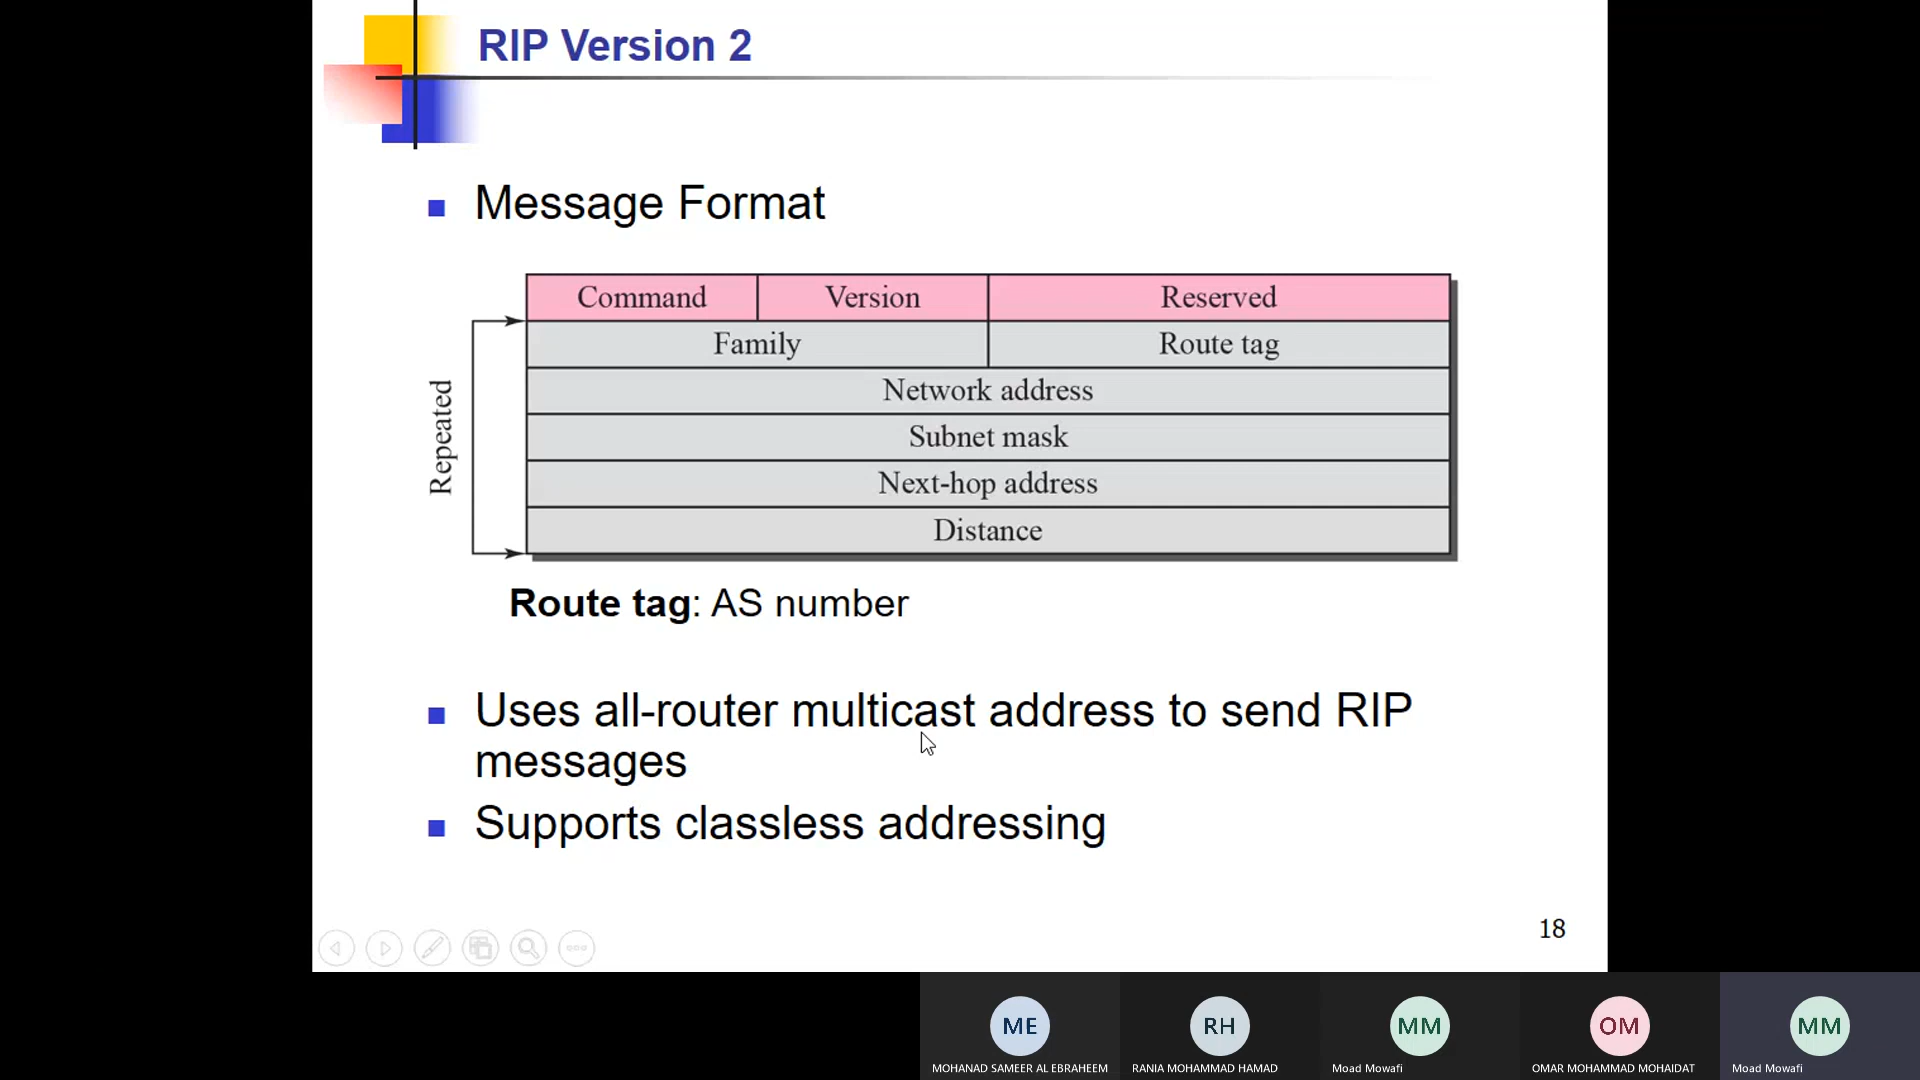 RIP Version 2
Message Format
Command Version Reserved
Family Route tag
Network address
Subnet mask
Next-hop address
Distance
Repeated
Route tag: AS number
Uses all-router multicast address to send RIP
messages
Supports classless addressing
18
ME RH MM OM MM
MOHANAD SAMEER AL EBRAHEEM RANIA MOHAMMAD HAMAD Moad Mowafi OMAR MOHAMMAD MOHAIDAT Moad Mowafi